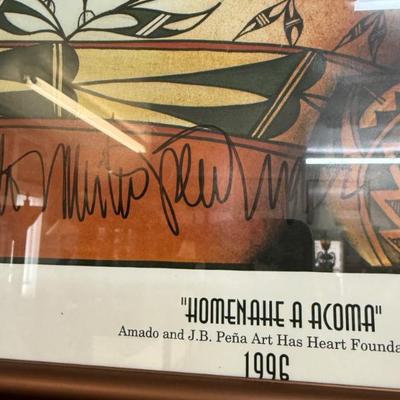 "HOMENAHE A ACOMA"
Amado and J.B. Peña Art Has Heart Founda
1996